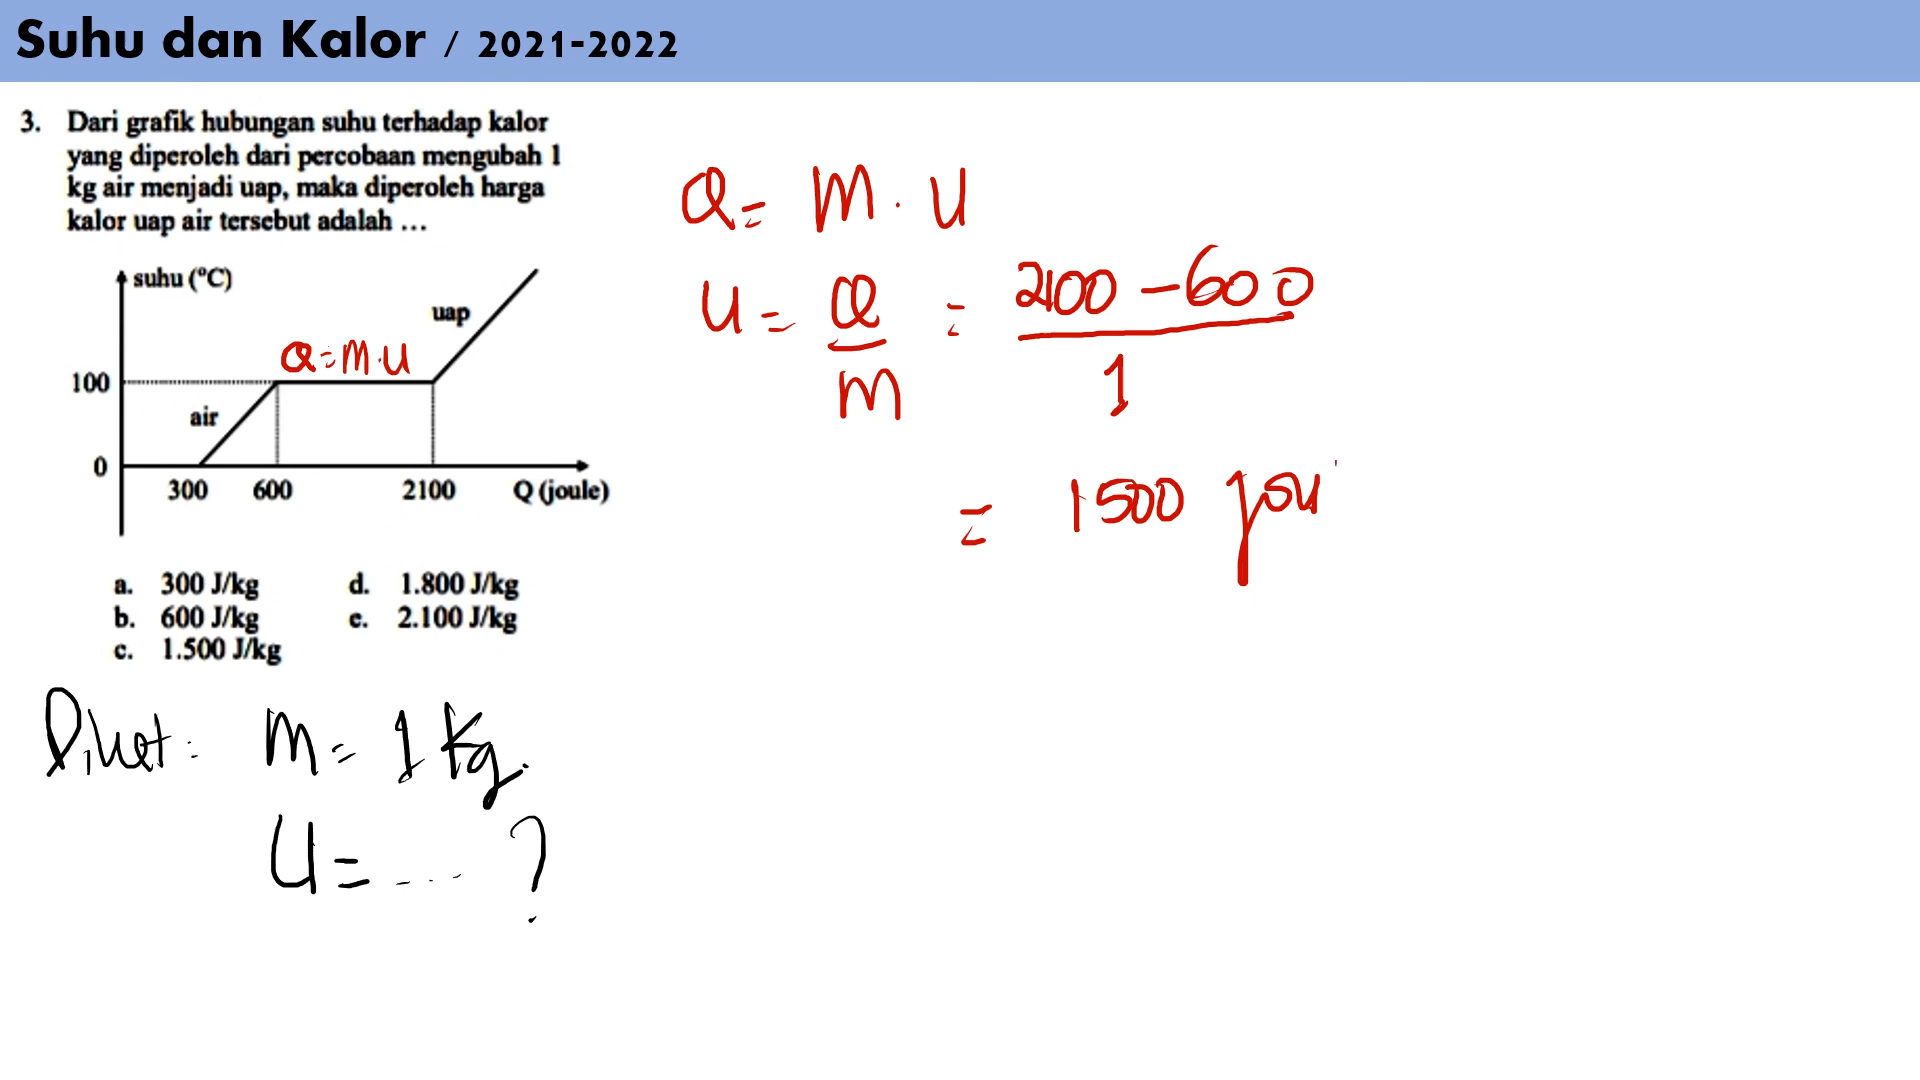 Suhu dan Kalor / 2021-2022
3. Dari grafik hubungan suhu terhadap kalor
yang diperoleh dari percobaan mengubah 1
kg air menjadi uap, maka diperoleh harga
kalor uap air tersebut adalah ...
suhu (°C)
uap
Q=m.u
100
air
0
300 600 2100 Q (joule)
a. 300 J/kg d. 1.800 J/kg
b. 600 J/kg e. 2.100 J/kg
c. 1.500 J/kg
Diket: m = 1 kg.
U = ... ?
Q = m . u
u = Q/m = 2100 - 600 / 1
= 1500 jou